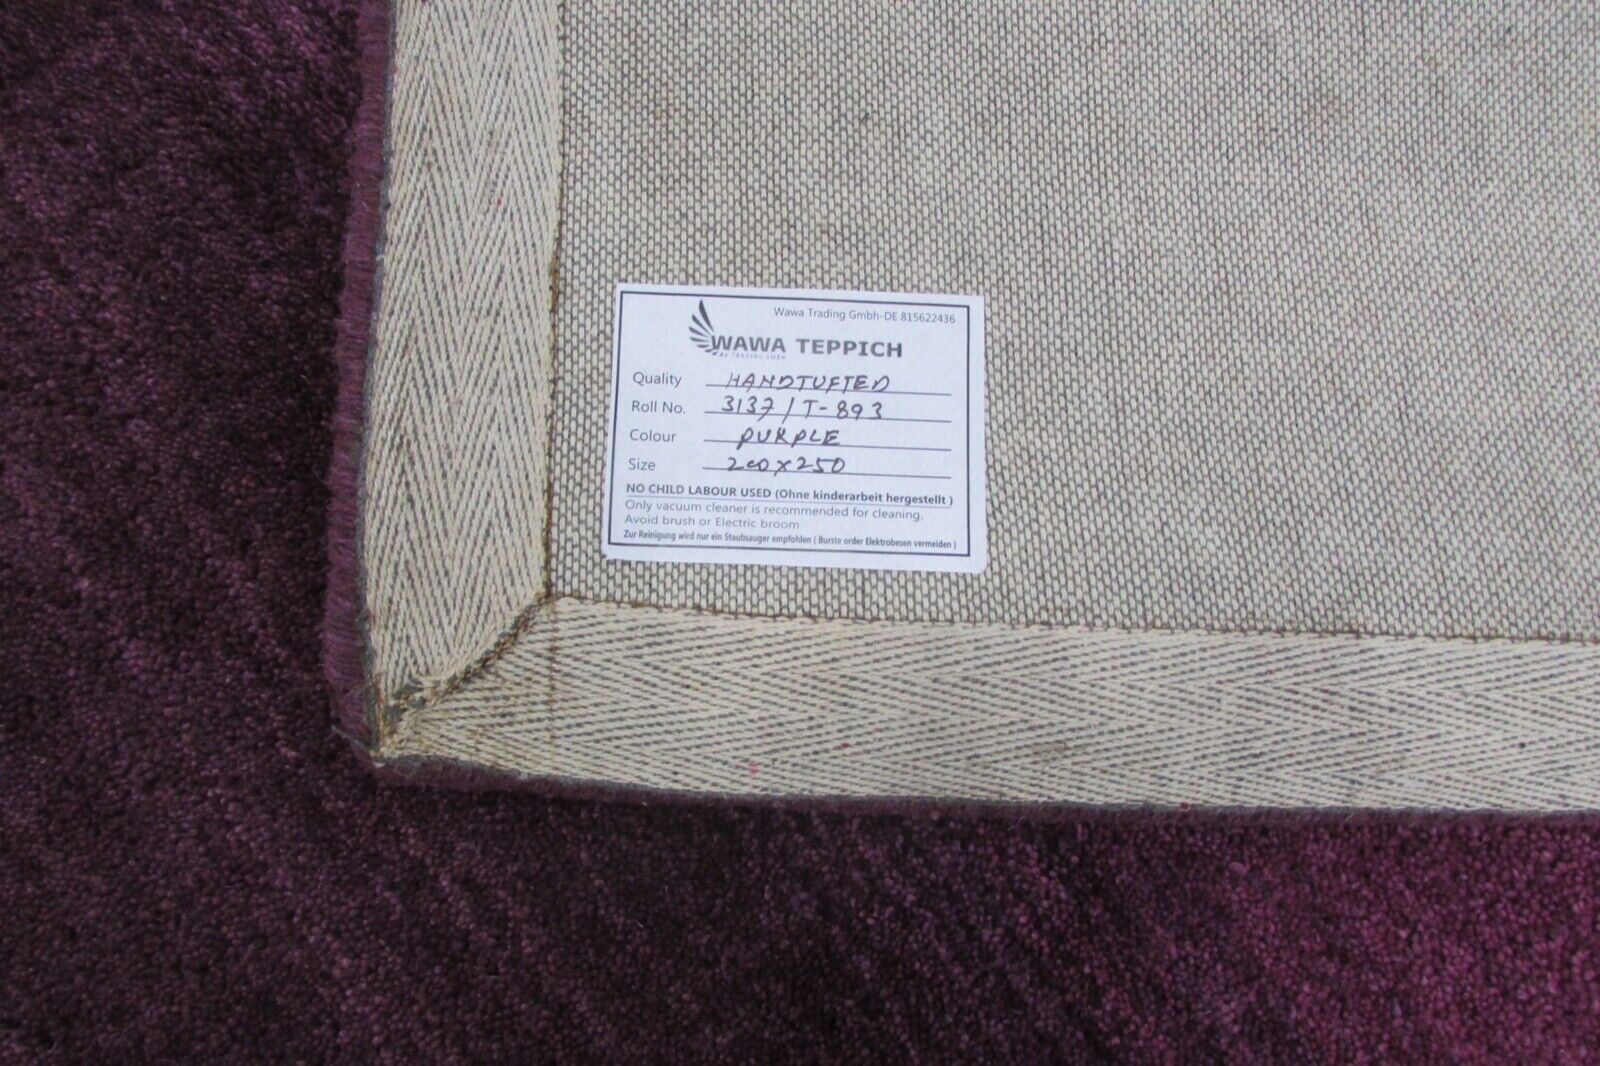 Wawa Trading Gmbh-DE 815622436
WAWA TEPPICH
TRADING GMBH
Quality HANDTUFTED
Roll No. 3137/T-893
Colour PURPLE
Size 200x250
NO CHILD LABOUR USED (Ohne kinderarbeit hergestellt )
Only vacuum cleaner is recommended for cleaning.
Avoid brush or Electric broom
Zur Reinigung wird nur ein Staubsauger empfohlen ( Burste order Elektrobesen vermeiden )